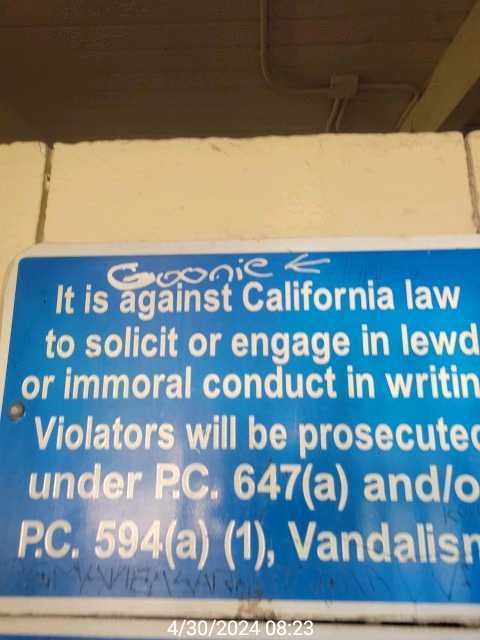 Goonie ←
It is against California law
to solicit or engage in lewd
or immoral conduct in writin
Violators will be prosecuted
under P.C. 647(a) and/o
P.C. 594(a) (1), Vandalism
4/30/2024 08:23